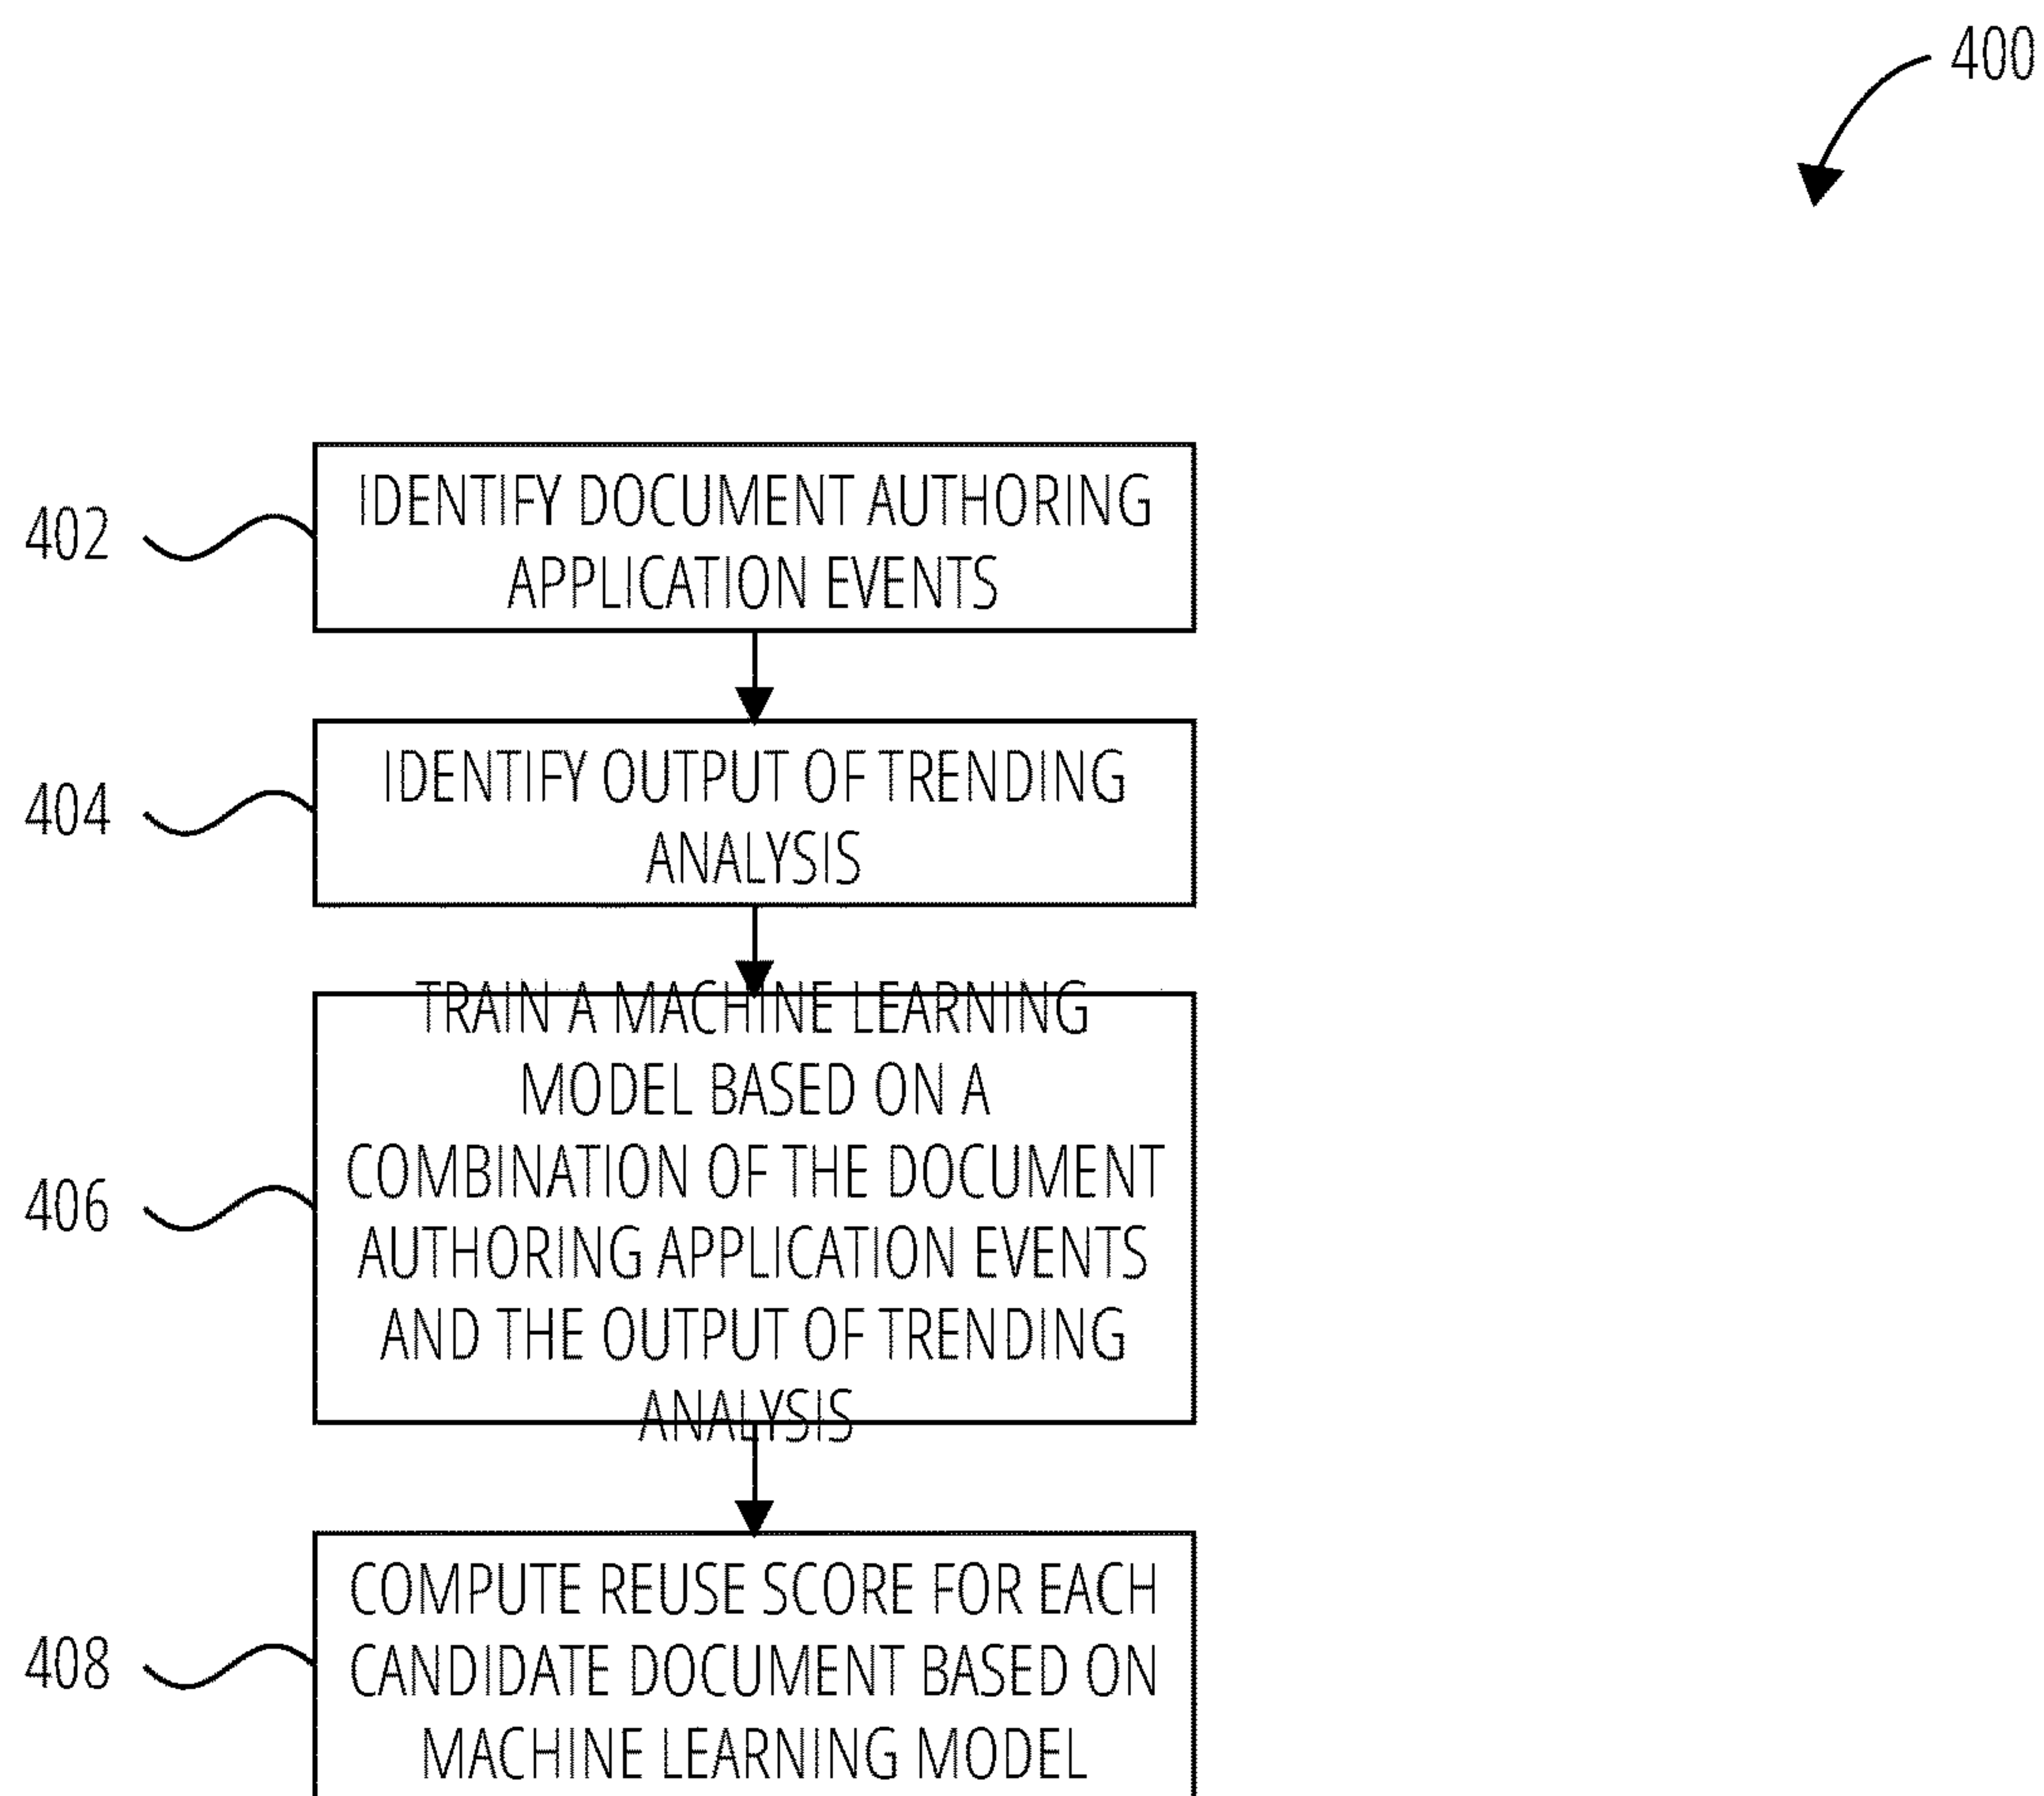 400
402
IDENTIFY DOCUMENT AUTHORING
APPLICATION EVENTS
404
IDENTIFY OUTPUT OF TRENDING
ANALYSIS
406
TRAIN A MACHINE LEARNING
MODEL BASED ON A
COMBINATION OF THE DOCUMENT
AUTHORING APPLICATION EVENTS
AND THE OUTPUT OF TRENDING
ANALYSIS
408
COMPUTE REUSE SCORE FOR EACH
CANDIDATE DOCUMENT BASED ON
MACHINE LEARNING MODEL